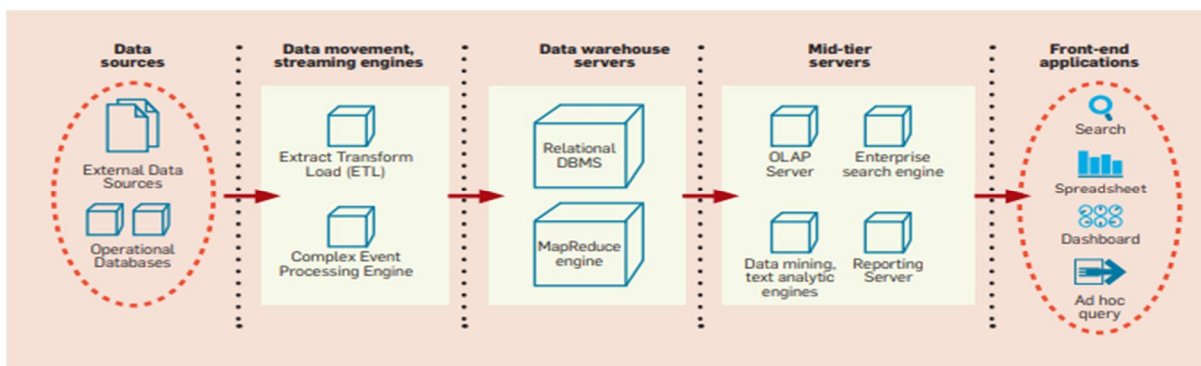 Data
sources
Data movement,
streaming engines
Data warehouse
servers
Mid-tier
servers
Front-end
applications
External Data
Sources
Operational
Databases
Extract Transform
Load (ETL)
Complex Event
Processing Engine
Relational
DBMS
MapReduce
engine
OLAP
Server
Enterprise
search engine
Data mining,
text analytic
engines
Reporting
Server
Search
Spreadsheet
Dashboard
Ad hoc
query